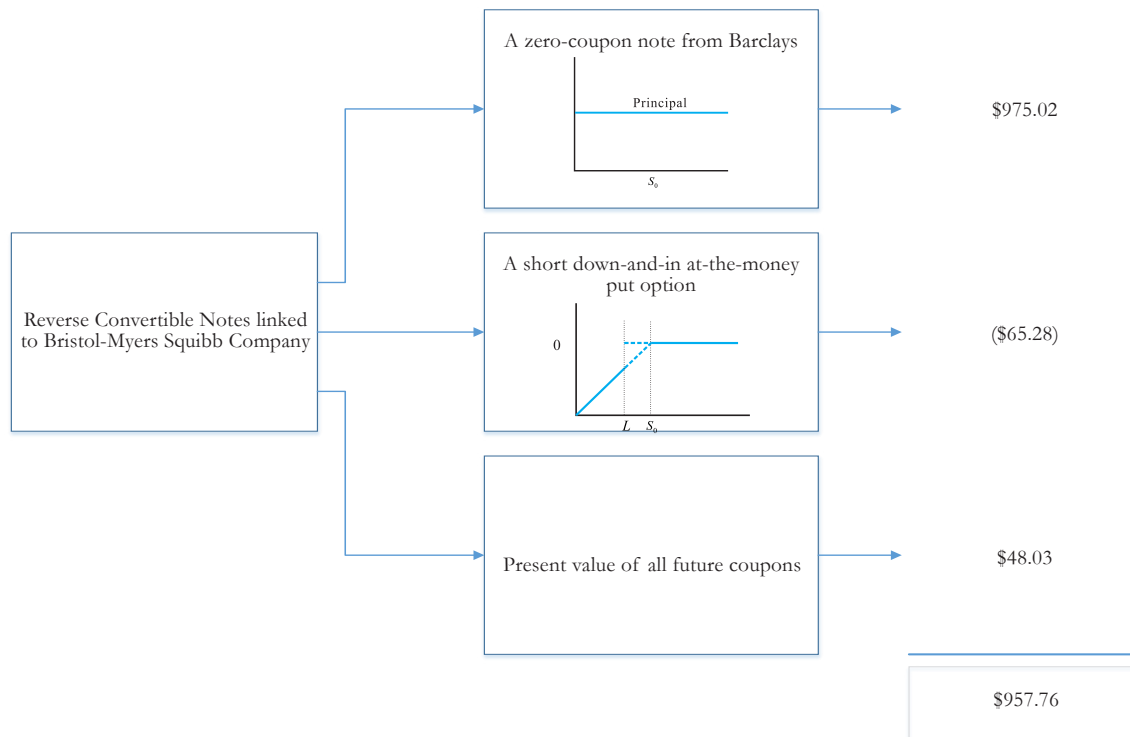 A zero-coupon note from Barclays
Principal
S₀
$975.02
Reverse Convertible Notes linked
to Bristol-Myers Squibb Company
A short down-and-in at-the-money
put option
0
L S₀
($65.28)
Present value of all future coupons
$48.03
$957.76